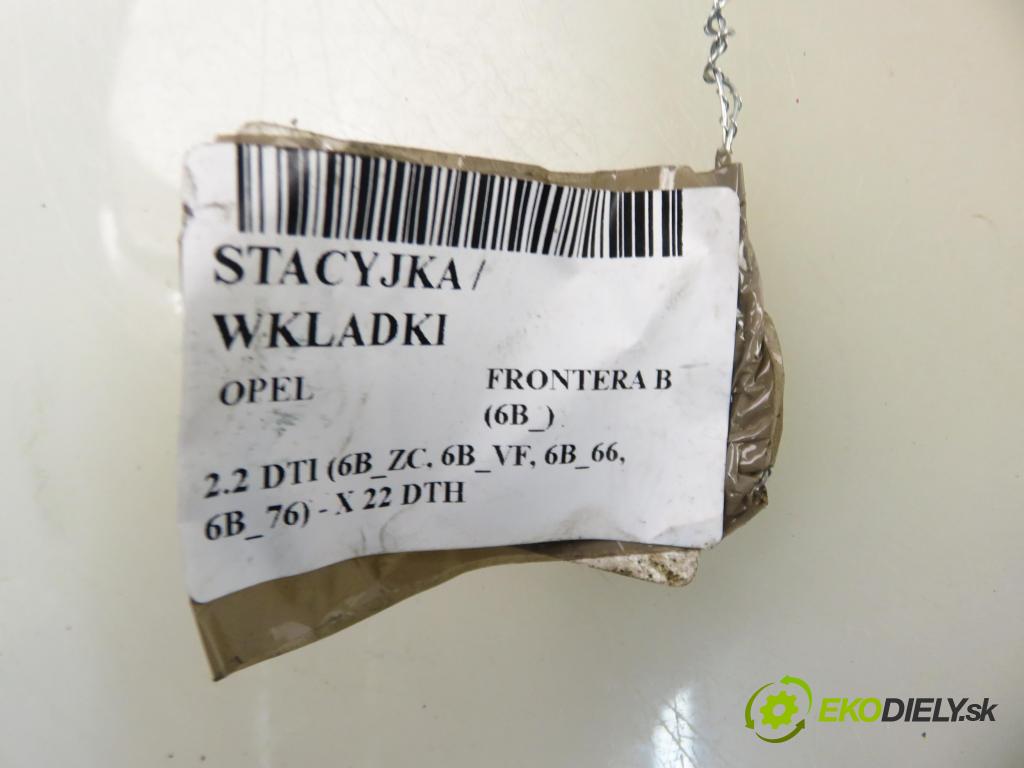 STACYJKA /
WKLADKI
OPEL FRONTERA B
(6B_)
2.2 DTI (6B_ZC, 6B_VF, 6B_66,
6B_76) - X 22 DTH
EKODIELY.sk